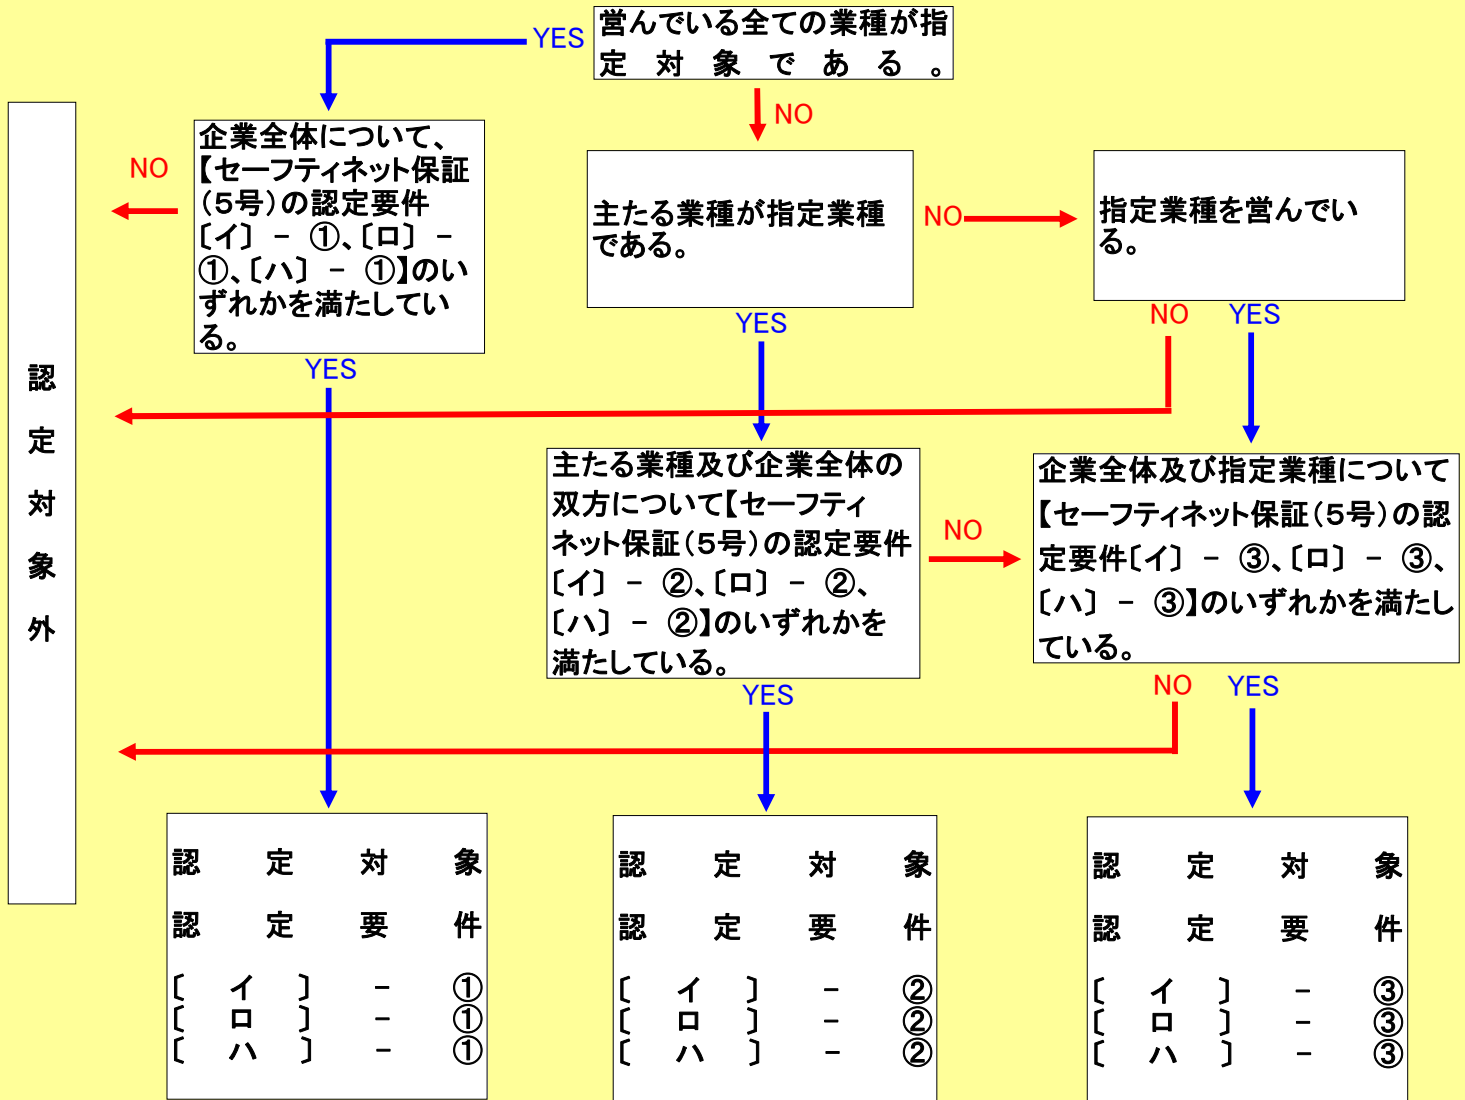 営んでいる全ての業種が指
定対象である。
YES
NO
企業全体について、
【セーフティネット保証
(5号)の認定要件
〔イ〕 － ①、〔ロ〕 －
①、〔ハ〕 － ①】のい
ずれかを満たしてい
る。
NO
YES
主たる業種が指定業種
である。
NO
YES
指定業種を営んでい
る。
NO
YES
認
定
対
象
外
主たる業種及び企業全体の
双方について【セーフティ
ネット保証(5号)の認定要件
〔イ〕 － ②、〔ロ〕 － ②、
〔ハ〕 － ②】のいずれかを
満たしている。
NO
YES
企業全体及び指定業種について
【セーフティネット保証(5号)の認
定要件〔イ〕 － ③、〔ロ〕 － ③、
〔ハ〕 － ③】のいずれかを満たし
ている。
NO
YES
認定対象
認定要件
〔イ〕 － ①
〔ロ〕 － ①
〔ハ〕 － ①
認定対象
認定要件
〔イ〕 － ②
〔ロ〕 － ②
〔ハ〕 － ②
認定対象
認定要件
〔イ〕 － ③
〔ロ〕 － ③
〔ハ〕 － ③